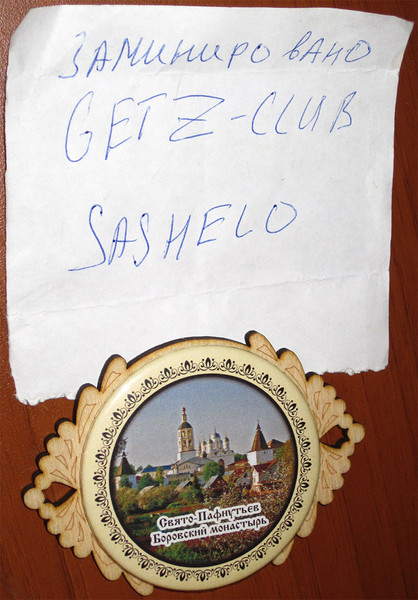 ЗАМИНИРОВАНО
GETZ-CLUB
SASHELO
Свято-Пафнутьев
Боровский монастырь